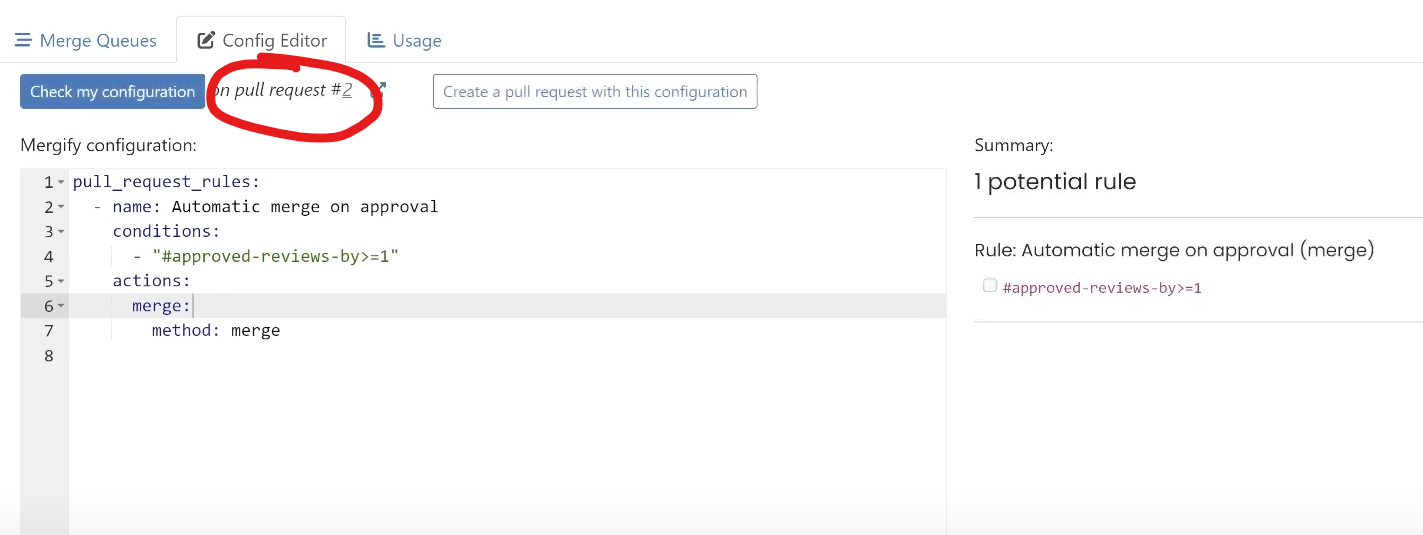 Merge Queues
Config Editor
Usage
Check my configuration
on pull request #2
Create a pull request with this configuration
Mergify configuration:
Summary:
1 potential rule
Rule: Automatic merge on approval (merge)
#approved-reviews-by>=1
1 pull_request_rules:
2   - name: Automatic merge on approval
3     conditions:
4       - "#approved-reviews-by>=1"
5     actions:
6       merge:
7         method: merge
8